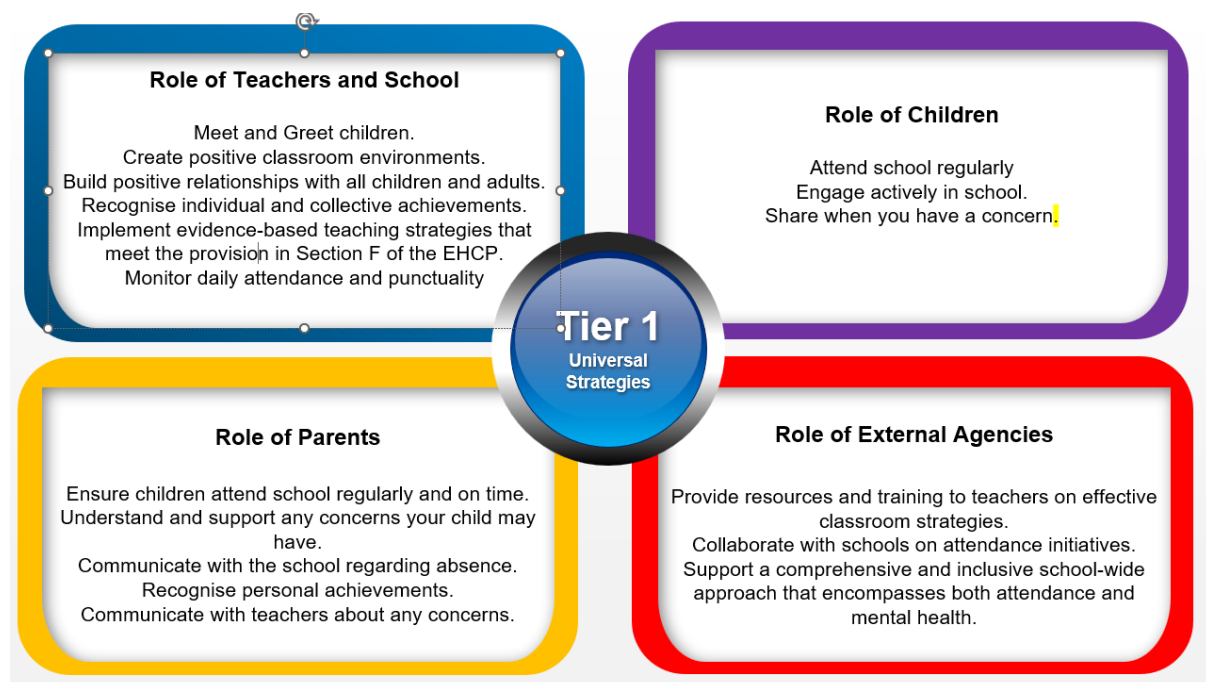 Role of Teachers and School
Meet and Greet children.
Create positive classroom environments.
Build positive relationships with all children and adults.
Recognise individual and collective achievements.
Implement evidence-based teaching strategies that
meet the provision in Section F of the EHCP.
Monitor daily attendance and punctuality
Role of Children
Attend school regularly
Engage actively in school.
Share when you have a concern.
Tier 1
Universal
Strategies
Role of Parents
Ensure children attend school regularly and on time.
Understand and support any concerns your child may
have.
Communicate with the school regarding absence.
Recognise personal achievements.
Communicate with teachers about any concerns.
Role of External Agencies
Provide resources and training to teachers on effective
classroom strategies.
Collaborate with schools on attendance initiatives.
Support a comprehensive and inclusive school-wide
approach that encompasses both attendance and
mental health.